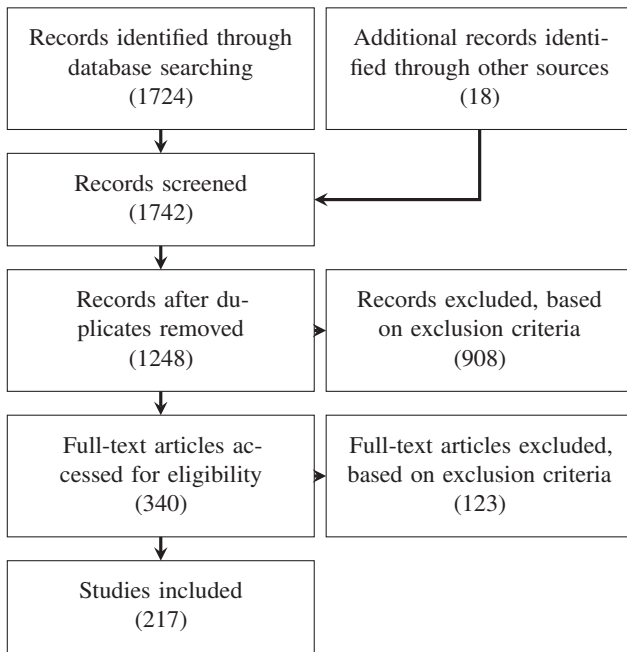 Records identified through
database searching
(1724)
Additional records identi-
fied through other sources
(18)
Records screened
(1742)
Records after du-
plicates removed
(1248)
Records excluded, based
on exclusion criteria
(908)
Full-text articles ac-
cessed for eligibility
(340)
Full-text articles excluded,
based on exclusion criteria
(123)
Studies included
(217)